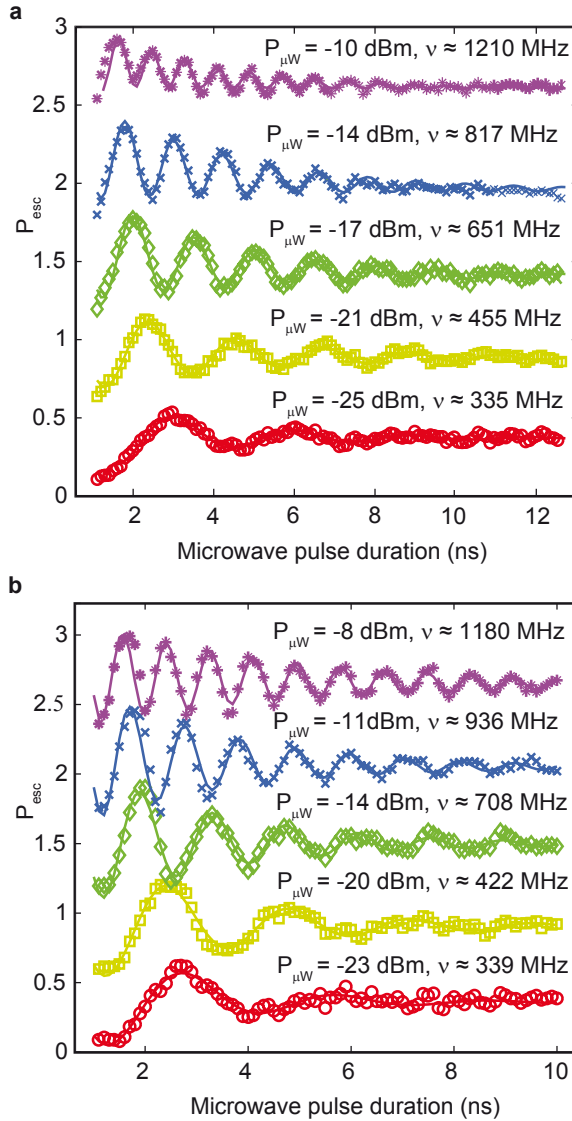 a
3
P_μW = -10 dBm, ν ≈ 1210 MHz
2.5
P_μW = -14 dBm, ν ≈ 817 MHz
2
P_esc
P_μW = -17 dBm, ν ≈ 651 MHz
1.5
P_μW = -21 dBm, ν ≈ 455 MHz
1
P_μW = -25 dBm, ν ≈ 335 MHz
0.5
0
2 4 6 8 10 12
Microwave pulse duration (ns)
b
3
P_μW = -8 dBm, ν ≈ 1180 MHz
2.5
P_μW = -11dBm, ν ≈ 936 MHz
2
P_esc
P_μW = -14 dBm, ν ≈ 708 MHz
1.5
P_μW = -20 dBm, ν ≈ 422 MHz
1
P_μW = -23 dBm, ν ≈ 339 MHz
0.5
0
2 4 6 8 10
Microwave pulse duration (ns)